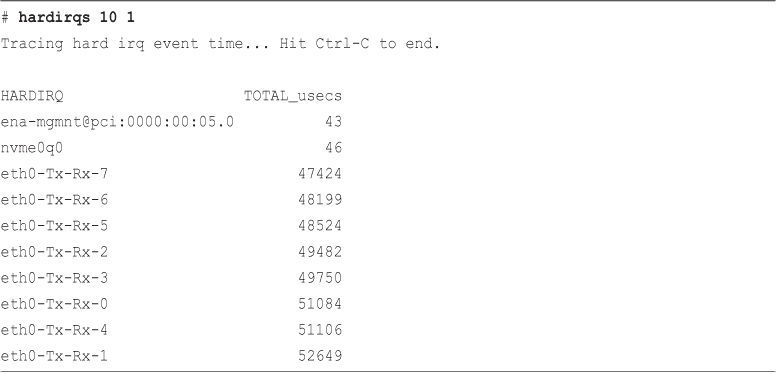 # hardirqs 10 1
Tracing hard irq event time... Hit Ctrl-C to end.
HARDIRQ TOTAL_usecs
ena-mgmnt@pci:0000:00:05.0 43
nvme0q0 46
eth0-Tx-Rx-7 47424
eth0-Tx-Rx-6 48199
eth0-Tx-Rx-5 48524
eth0-Tx-Rx-2 49482
eth0-Tx-Rx-3 49750
eth0-Tx-Rx-0 51084
eth0-Tx-Rx-4 51106
eth0-Tx-Rx-1 52649